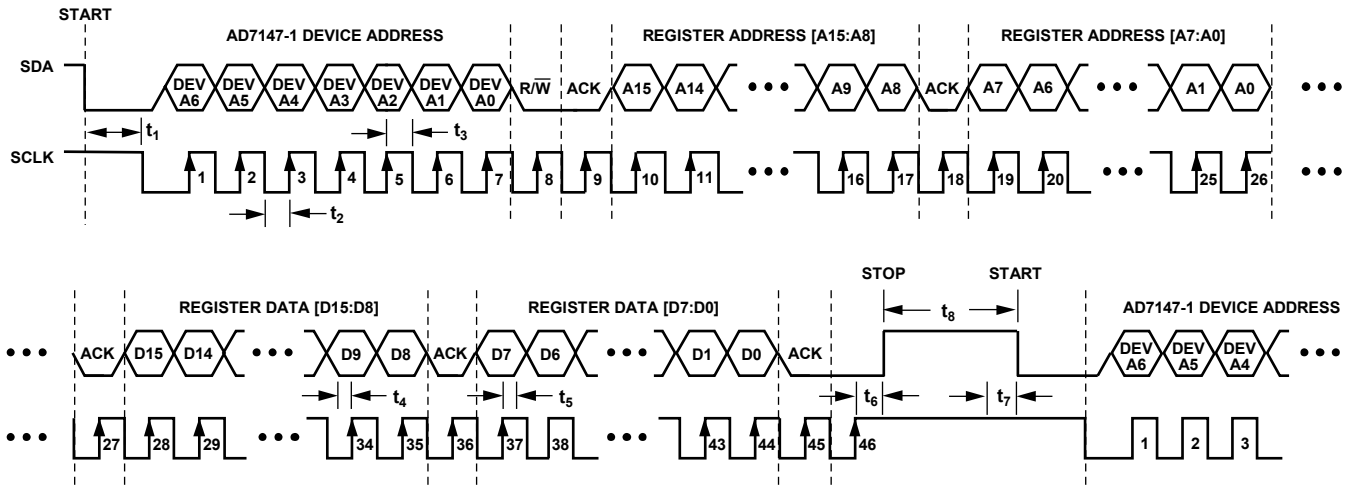 START
AD7147-1 DEVICE ADDRESS REGISTER ADDRESS [A15:A8] REGISTER ADDRESS [A7:A0]
SDA DEV A6 DEV A5 DEV A4 DEV A3 DEV A2 DEV A1 DEV A0 R/W ACK A15 A14 • • • A9 A8 ACK A7 A6 • • • A1 A0 • • •
t1 t3
SCLK 1 2 3 4 5 6 7 8 9 10 11 • • • 16 17 18 19 20 • • • 25 26 • • •
t2
STOP START
REGISTER DATA [D15:D8] REGISTER DATA [D7:D0] t8 AD7147-1 DEVICE ADDRESS
• • • ACK D15 D14 • • • D9 D8 ACK D7 D6 • • • D1 D0 ACK DEV A6 DEV A5 DEV A4 • • •
t4 t5 t6 t7
• • • 27 28 29 • • • 34 35 36 37 38 • • • 43 44 45 46 1 2 3 • • •